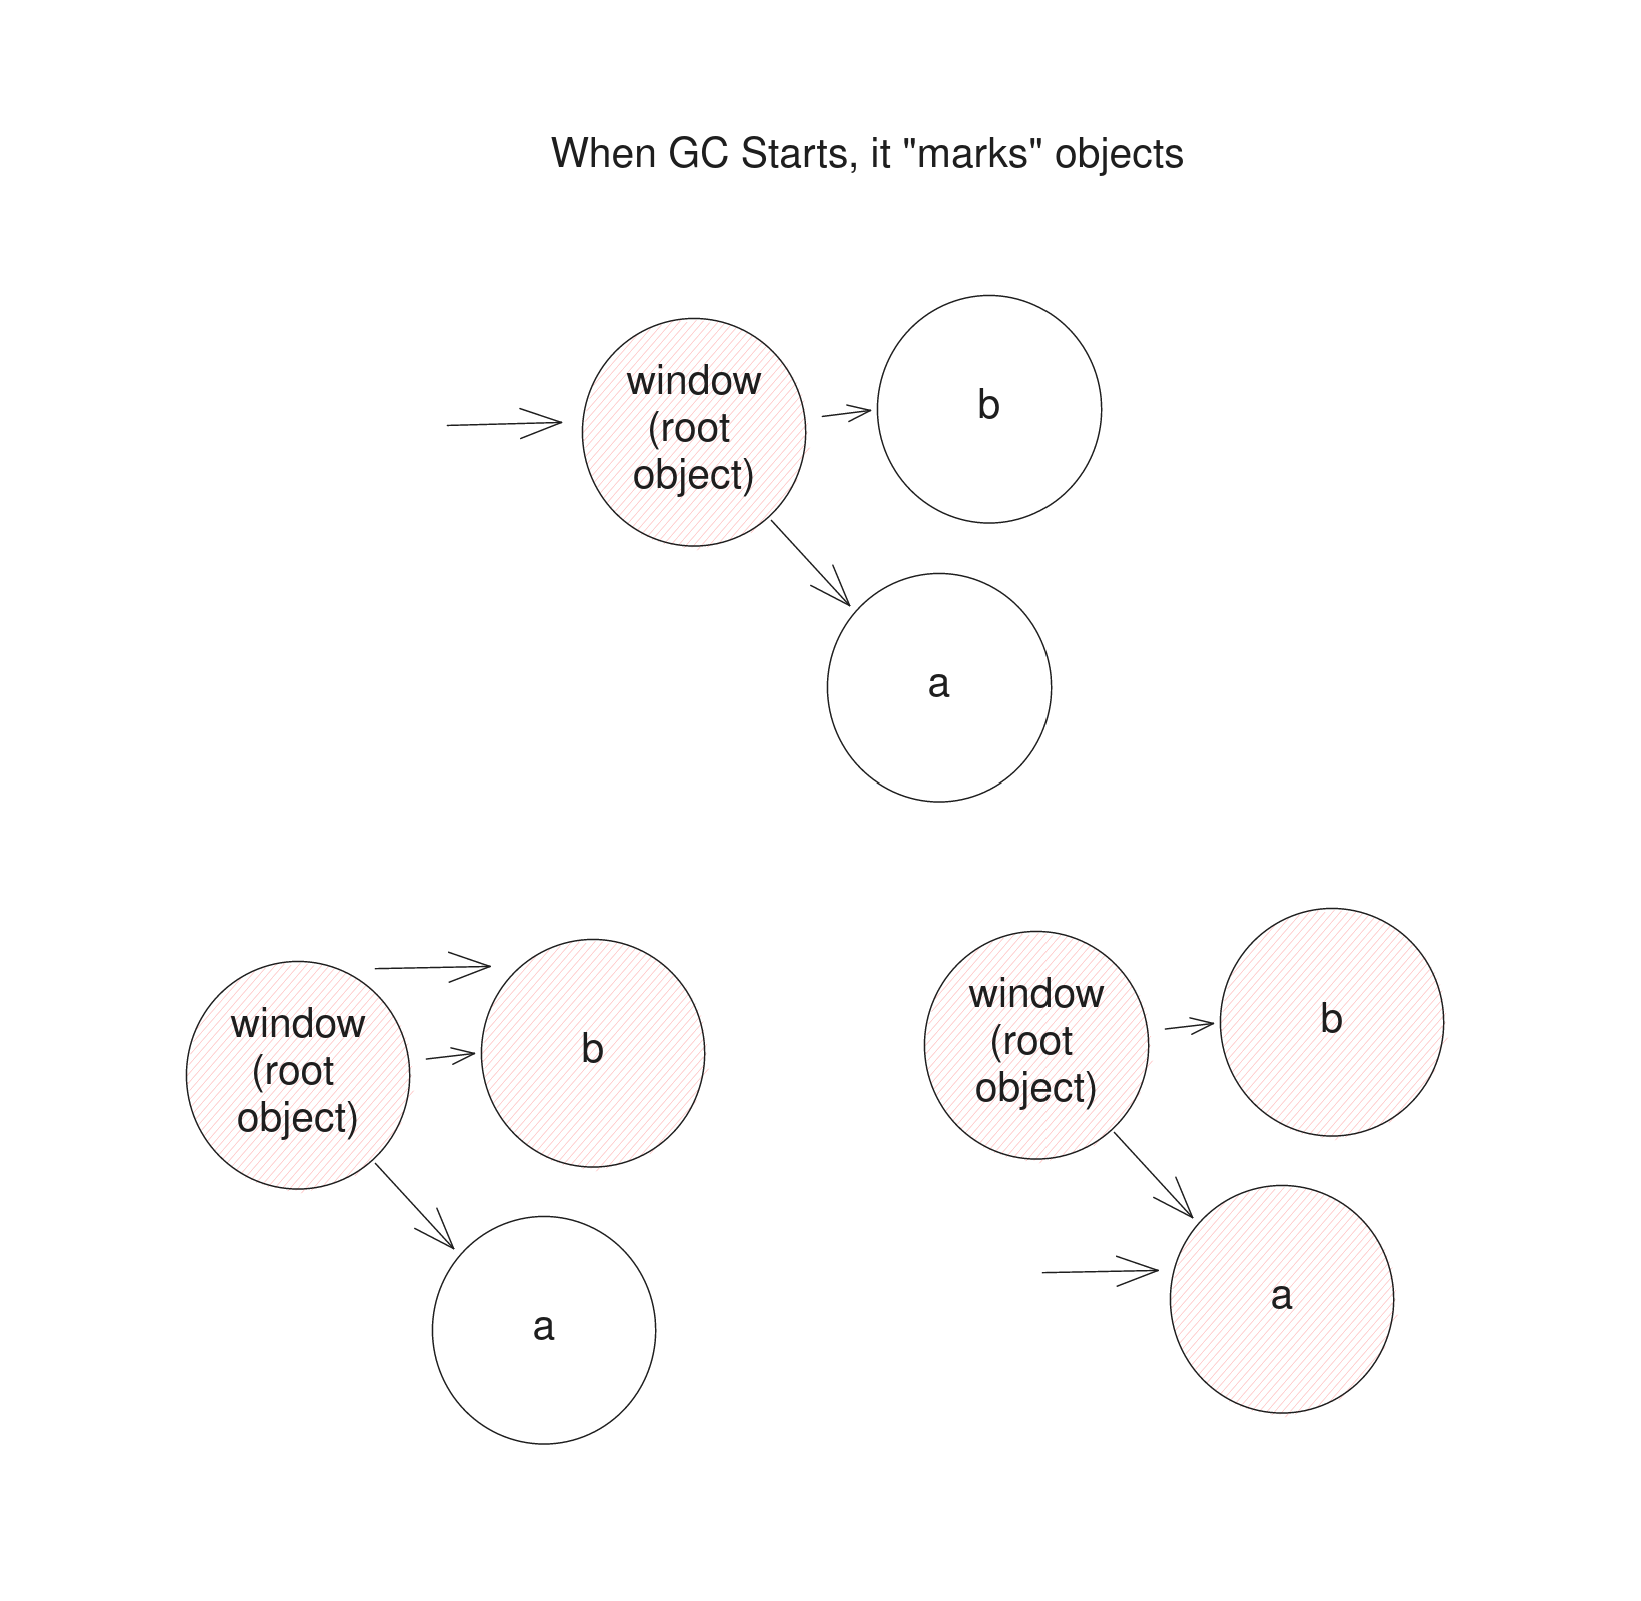 When GC Starts, it "marks" objects
window
(root
object)
b
a
window
(root
object)
b
a
window
(root
object)
b
a